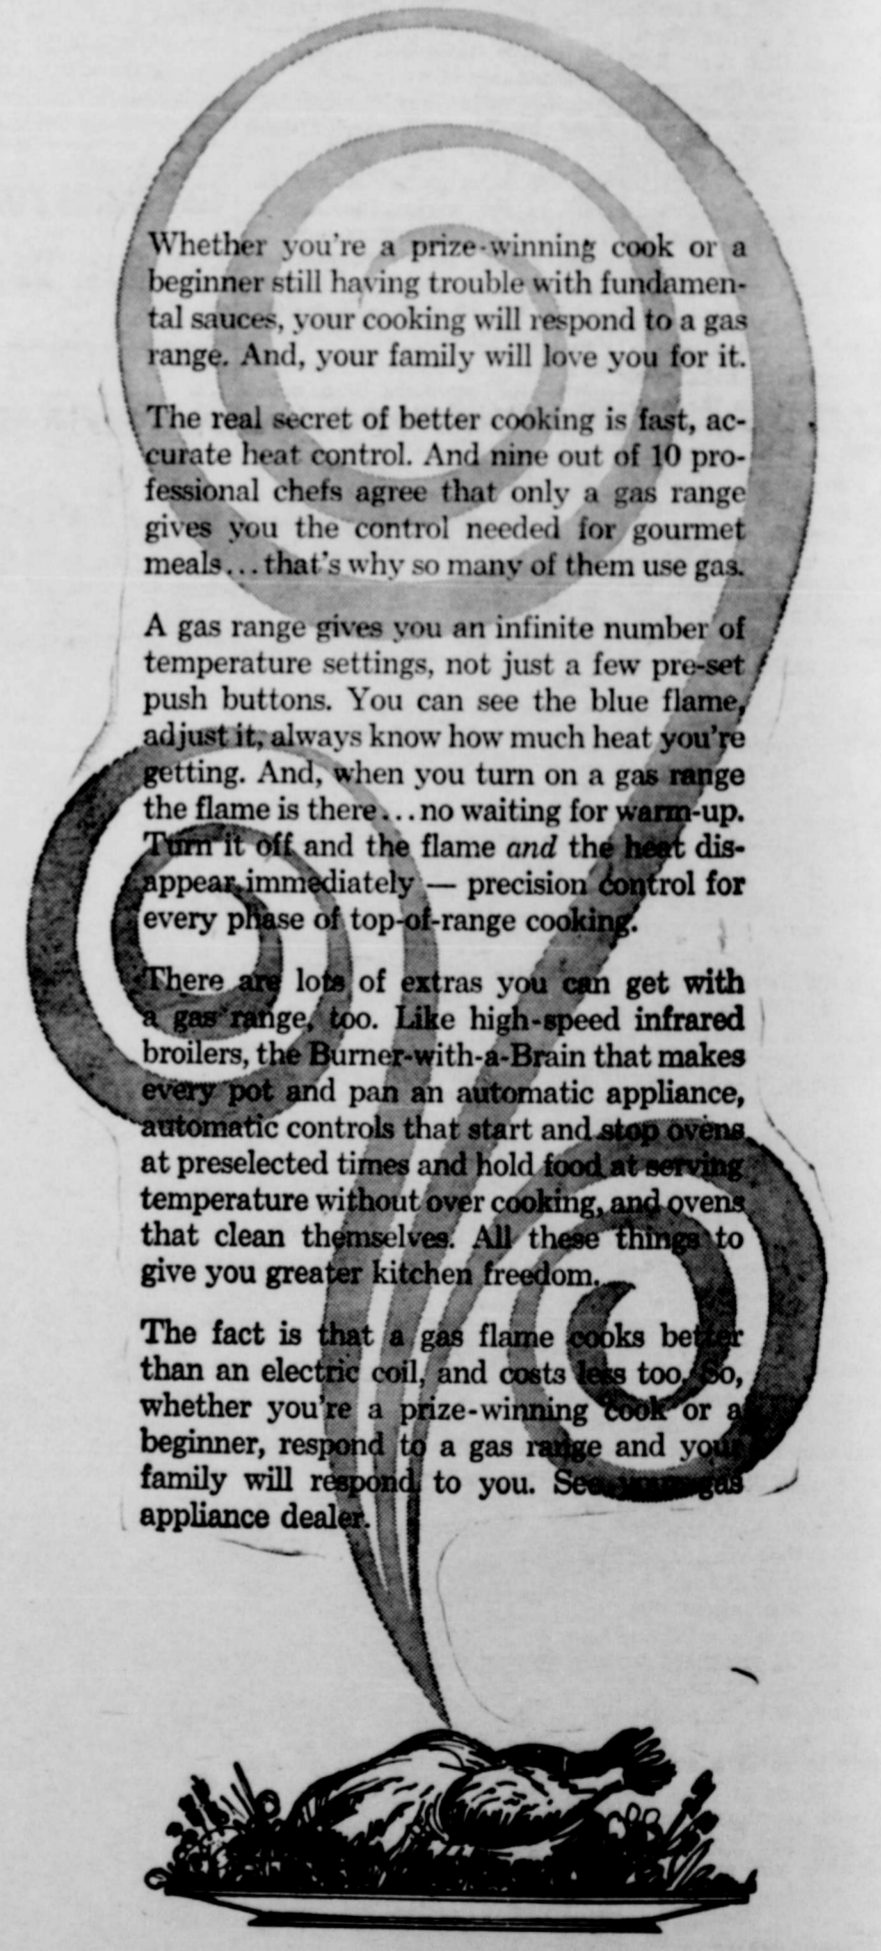 Whether you're a prize-winning cook or a
beginner still having trouble with fundamen-
tal sauces, your cooking will respond to a gas
range. And, your family will love you for it.
The real secret of better cooking is fast, ac-
curate heat control. And nine out of 10 pro-
fessional chefs agree that only a gas range
gives you the control needed for gourmet
meals...that's why so many of them use gas.
A gas range gives you an infinite number of
temperature settings, not just a few pre-set
push buttons. You can see the blue flame,
adjust it, always know how much heat you're
getting. And, when you turn on a gas range
the flame is there...no waiting for warm-up.
Turn it off and the flame and the heat dis-
appear immediately — precision control for
every phase of top-of-range cooking.
There are lots of extras you can get with
a gas range, too. Like high-speed infrared
broilers, the Burner-with-a-Brain that makes
every pot and pan an automatic appliance,
automatic controls that start and stop ovens
at preselected times and hold food at serving
temperature without over cooking, and ovens
that clean themselves. All these things to
give you greater kitchen freedom.
The fact is that a gas flame cooks better
than an electric coil, and costs less too. So,
whether you're a prize-winning cook or a
beginner, respond to a gas range and your
family will respond to you. See your gas
appliance dealer.